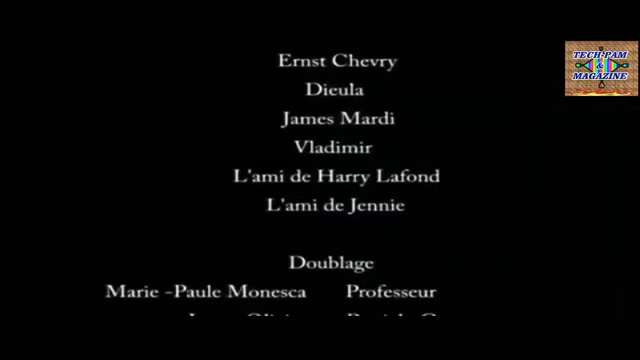 Ernst Chevry
Dieula
James Mardi
Vladimir
L'ami de Harry Lafond
L'ami de Jennie
Doublage
Marie -Paule Monesca Professeur
TECH-PAM
&
MAGAZINE